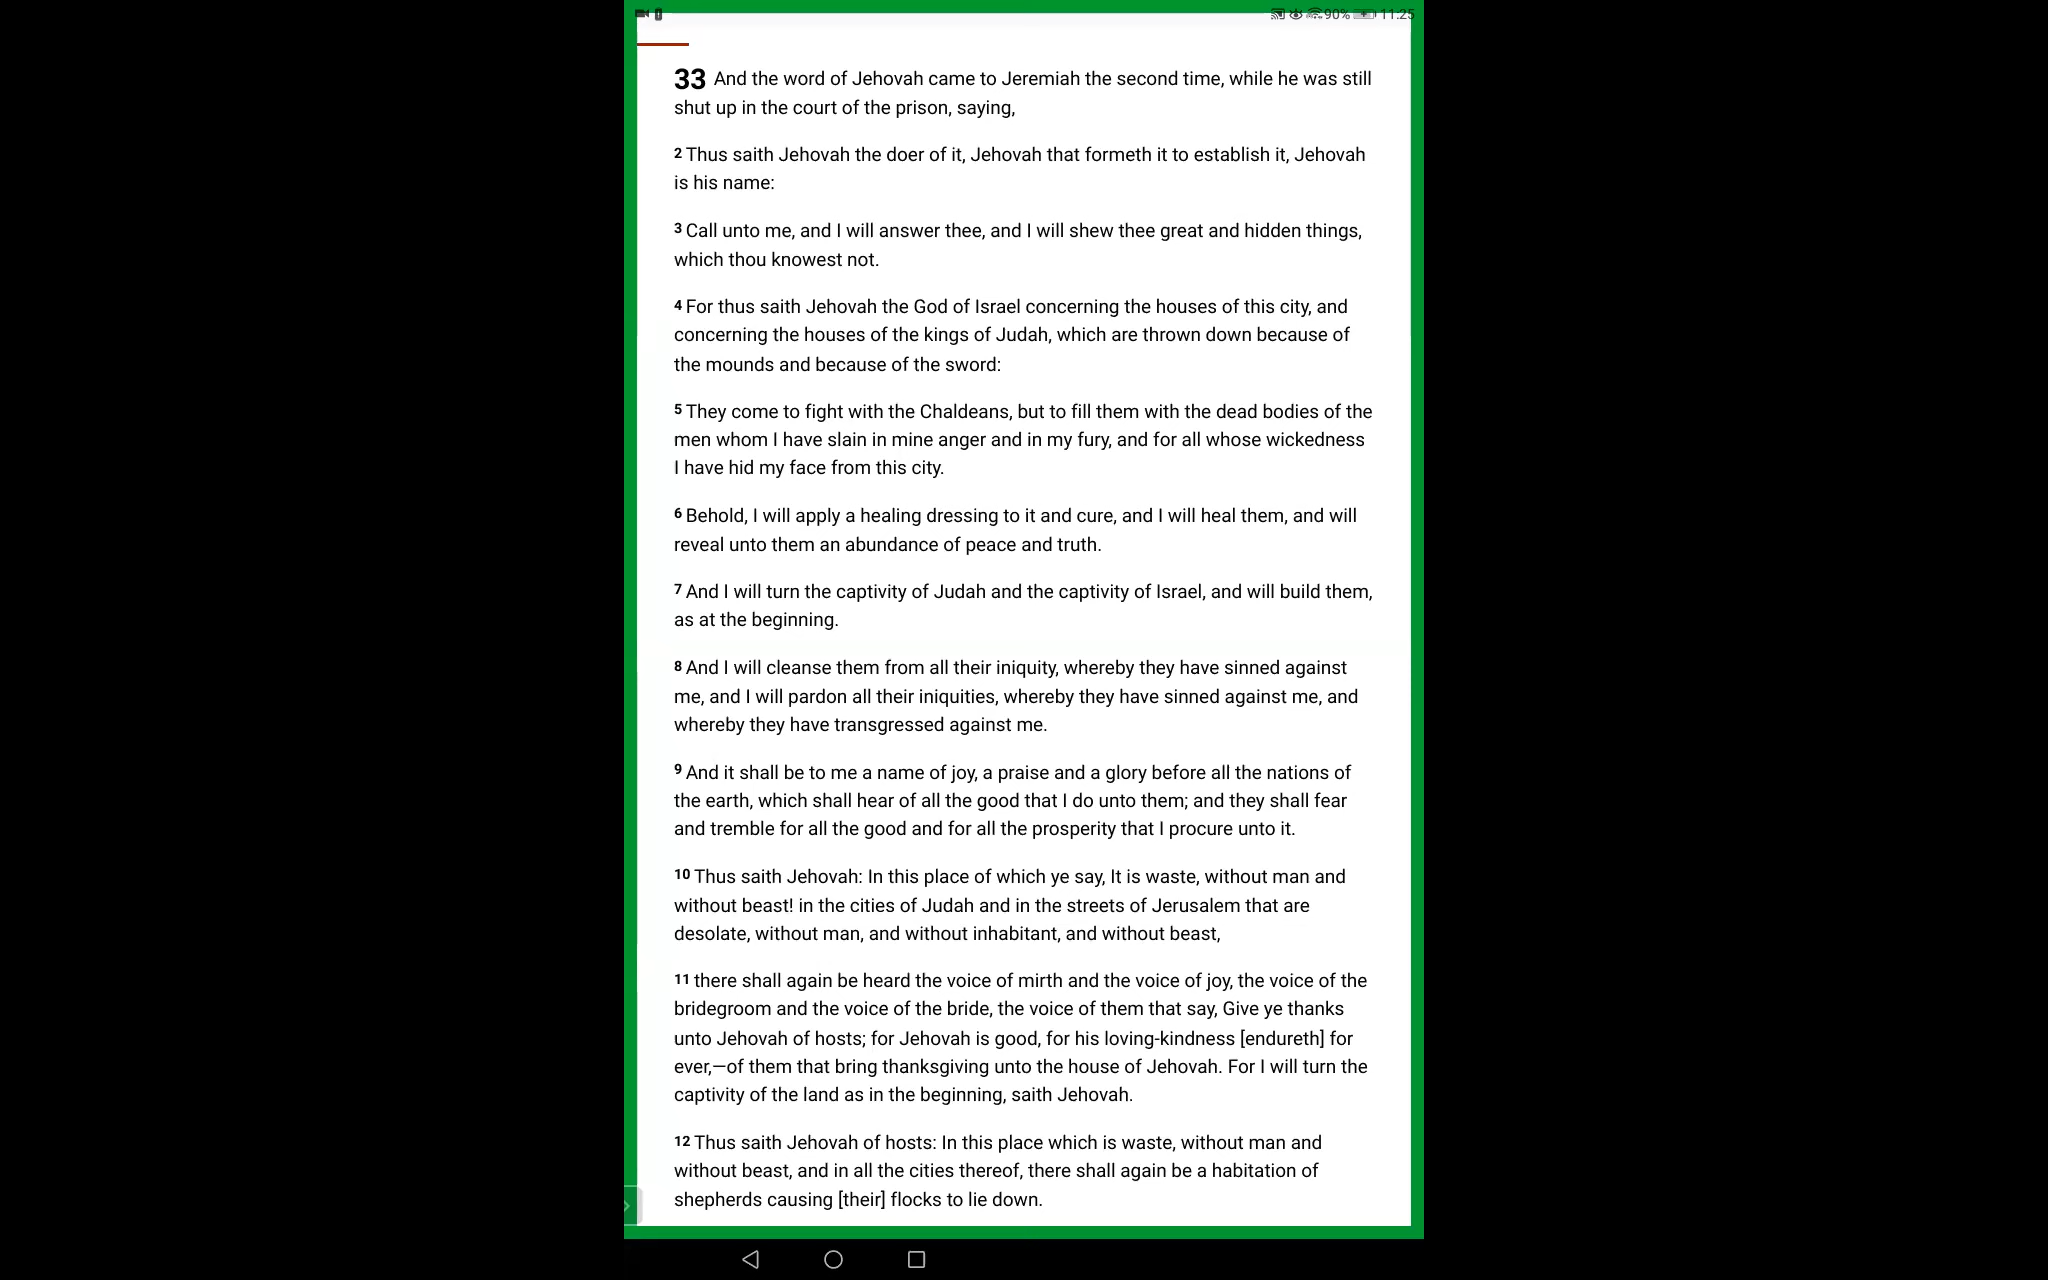 90% 11:25
33 And the word of Jehovah came to Jeremiah the second time, while he was still
shut up in the court of the prison, saying,
2 Thus saith Jehovah the doer of it, Jehovah that formeth it to establish it, Jehovah
is his name:
3 Call unto me, and I will answer thee, and I will shew thee great and hidden things,
which thou knowest not.
4 For thus saith Jehovah the God of Israel concerning the houses of this city, and
concerning the houses of the kings of Judah, which are thrown down because of
the mounds and because of the sword:
5 They come to fight with the Chaldeans, but to fill them with the dead bodies of the
men whom I have slain in mine anger and in my fury, and for all whose wickedness
I have hid my face from this city.
6 Behold, I will apply a healing dressing to it and cure, and I will heal them, and will
reveal unto them an abundance of peace and truth.
7 And I will turn the captivity of Judah and the captivity of Israel, and will build them,
as at the beginning.
8 And I will cleanse them from all their iniquity, whereby they have sinned against
me, and I will pardon all their iniquities, whereby they have sinned against me, and
whereby they have transgressed against me.
9 And it shall be to me a name of joy, a praise and a glory before all the nations of
the earth, which shall hear of all the good that I do unto them; and they shall fear
and tremble for all the good and for all the prosperity that I procure unto it.
10 Thus saith Jehovah: In this place of which ye say, It is waste, without man and
without beast! in the cities of Judah and in the streets of Jerusalem that are
desolate, without man, and without inhabitant, and without beast,
11 there shall again be heard the voice of mirth and the voice of joy, the voice of the
bridegroom and the voice of the bride, the voice of them that say, Give ye thanks
unto Jehovah of hosts; for Jehovah is good, for his loving-kindness [endureth] for
ever,—of them that bring thanksgiving unto the house of Jehovah. For I will turn the
captivity of the land as in the beginning, saith Jehovah.
12 Thus saith Jehovah of hosts: In this place which is waste, without man and
without beast, and in all the cities thereof, there shall again be a habitation of
shepherds causing [their] flocks to lie down.